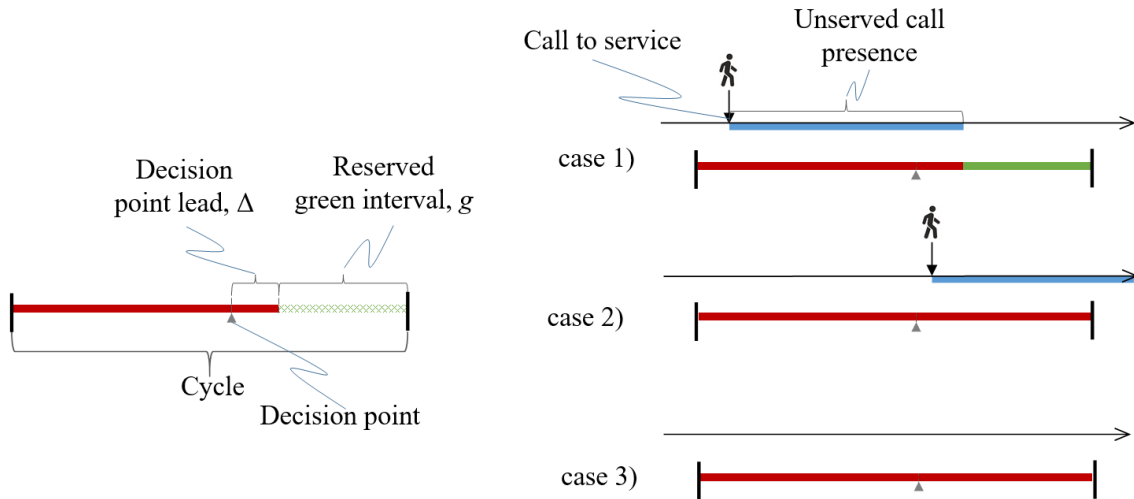 Decision
point lead, Δ
Reserved
green interval, g
Cycle
Decision point
Call to service
Unserved call
presence
case 1)
case 2)
case 3)